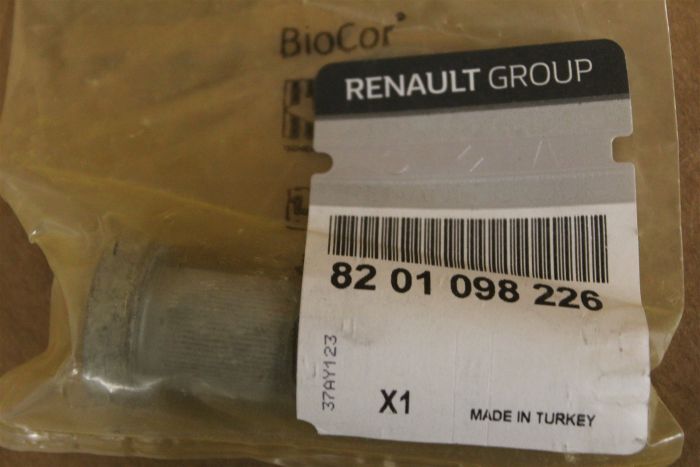 BioCor®
RENAULT GROUP
82 01 098 226
37AY123
X1
MADE IN TURKEY